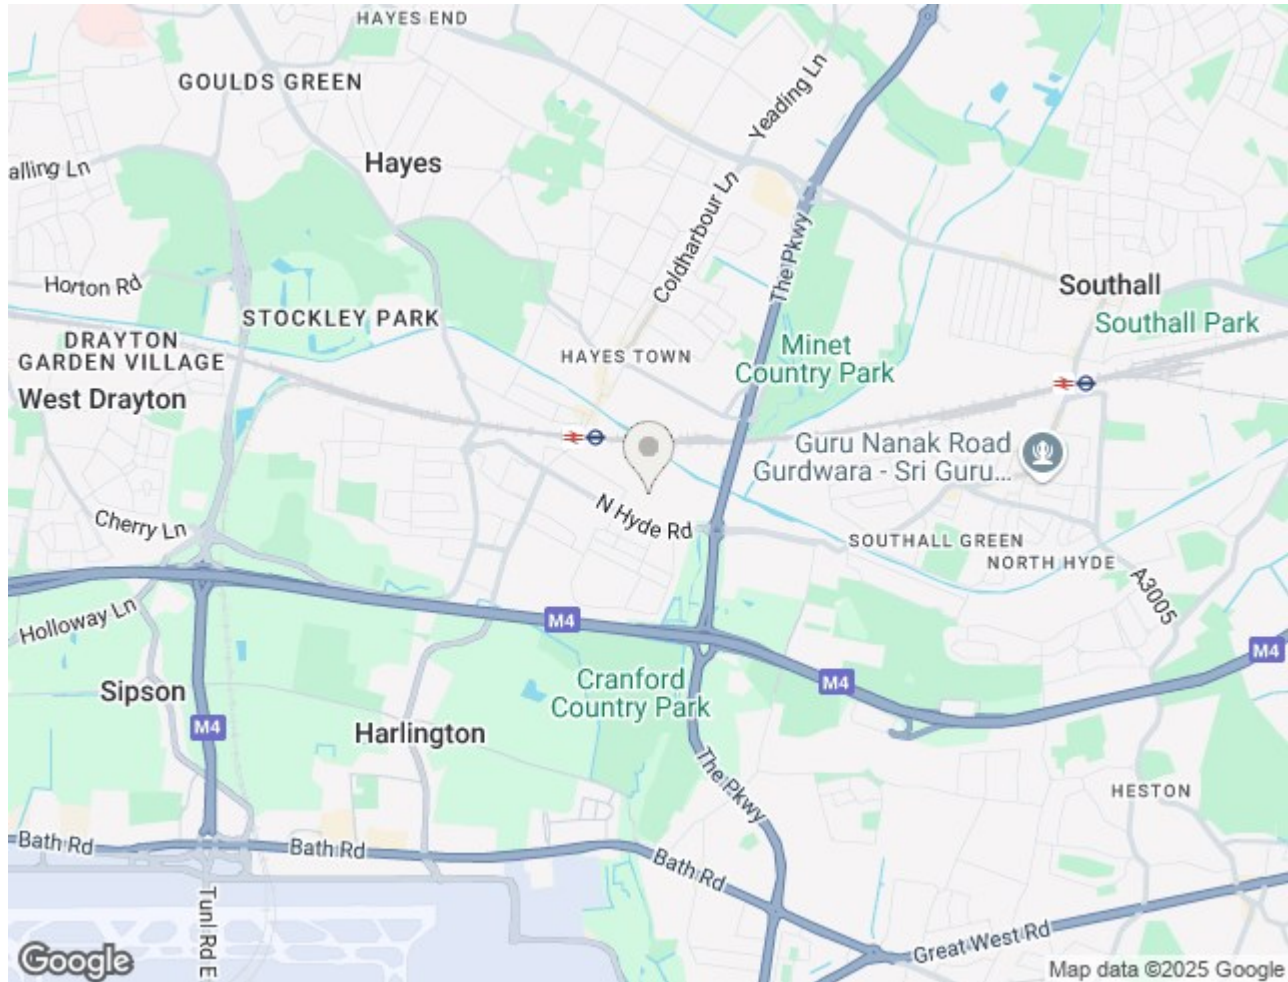 HAYES END
GOULDS GREEN
Yeading Ln
Hayes
alling Ln
Coldharbour Ln
The Pkwy
Horton Rd
Southall
STOCKLEY PARK
Southall Park
DRAYTON
GARDEN VILLAGE
HAYES TOWN
Minet
Country Park
West Drayton
Guru Nanak Road
Gurdwara - Sri Guru...
N Hyde Rd
Cherry Ln
SOUTHALL GREEN
NORTH HYDE
A3005
Holloway Ln
M4
M4
Sipson
Cranford
Country Park
M4
M4
Harlington
The Pkwy
HESTON
Bath Rd
Bath Rd
Bath Rd
Tunl Rd E
Great West Rd
Google
Map data ©2025 Google